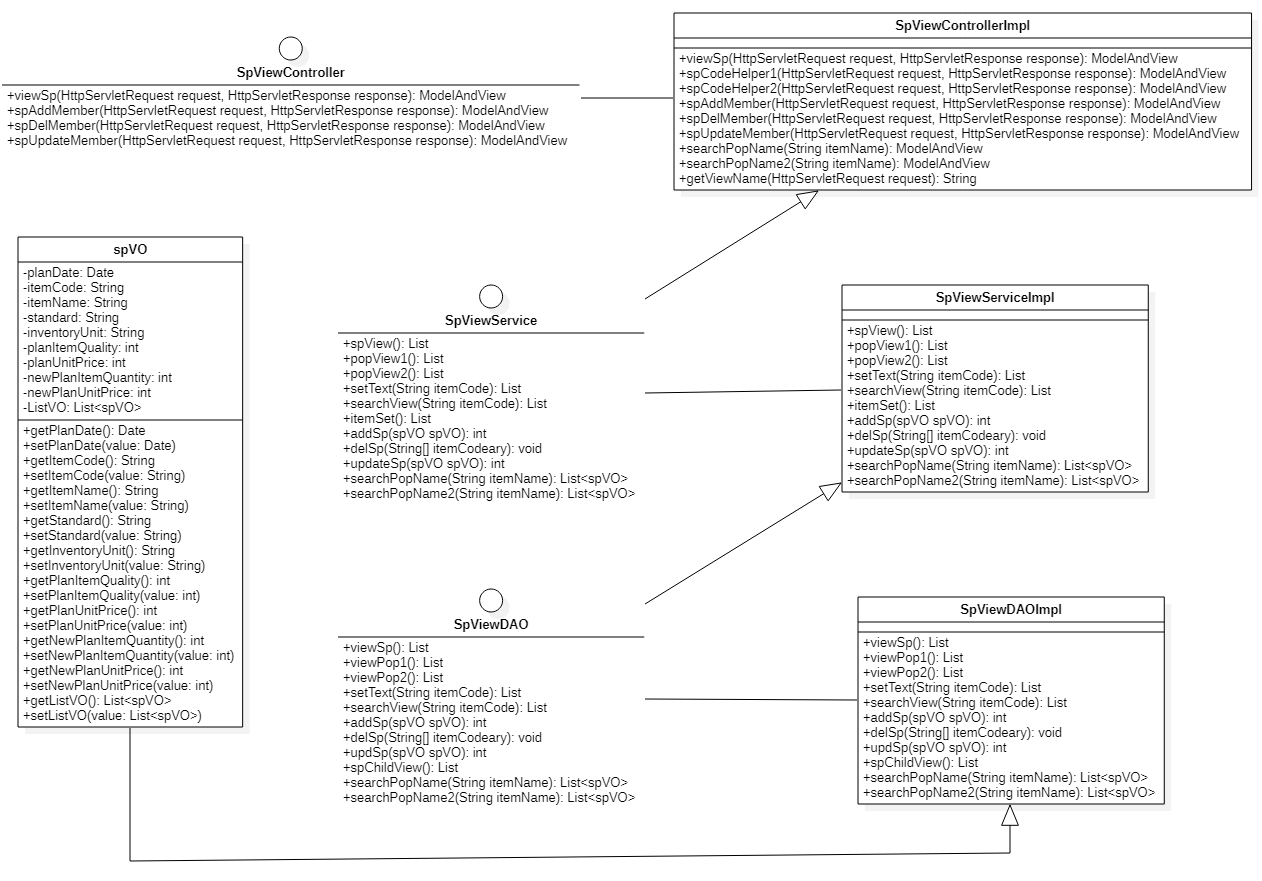 SpViewController
+viewSp(HttpServletRequest request, HttpServletResponse response): ModelAndView
+spAddMember(HttpServletRequest request, HttpServletResponse response): ModelAndView
+spDelMember(HttpServletRequest request, HttpServletResponse response): ModelAndView
+spUpdateMember(HttpServletRequest request, HttpServletResponse response): ModelAndView
SpViewControllerImpl
+viewSp(HttpServletRequest request, HttpServletResponse response): ModelAndView
+spCodeHelper1(HttpServletRequest request, HttpServletResponse response): ModelAndView
+spCodeHelper2(HttpServletRequest request, HttpServletResponse response): ModelAndView
+spAddMember(HttpServletRequest request, HttpServletResponse response): ModelAndView
+spDelMember(HttpServletRequest request, HttpServletResponse response): ModelAndView
+spUpdateMember(HttpServletRequest request, HttpServletResponse response): ModelAndView
+searchPopName(String itemName): ModelAndView
+searchPopName2(String itemName): ModelAndView
+getViewName(HttpServletRequest request): String
spVO
-planDate: Date
-itemCode: String
-itemName: String
-standard: String
-inventoryUnit: String
-planItemQuality: int
-planUnitPrice: int
-newPlanItemQuantity: int
-newPlanUnitPrice: int
-ListVO: List<spVO>
+getPlanDate(): Date
+setPlanDate(value: Date)
+getItemCode(): String
+setItemCode(value: String)
+getItemName(): String
+setItemName(value: String)
+getStandard(): String
+setStandard(value: String)
+getInventoryUnit(): String
+setInventoryUnit(value: String)
+getPlanItemQuality(): int
+setPlanItemQuality(value: int)
+getPlanUnitPrice(): int
+setPlanUnitPrice(value: int)
+getNewPlanItemQuantity(): int
+setNewPlanItemQuantity(value: int)
+getNewPlanUnitPrice(): int
+setNewPlanUnitPrice(value: int)
+getListVO(): List<spVO>
+setListVO(value: List<spVO>)
SpViewService
+spView(): List
+popView1(): List
+popView2(): List
+setText(String itemCode): List
+searchView(String itemCode): List
+itemSet(): List
+addSp(spVO spVO): int
+delSp(String[] itemCodeary): void
+updateSp(spVO spVO): int
+searchPopName(String itemName): List<spVO>
+searchPopName2(String itemName): List<spVO>
SpViewServiceImpl
+spView(): List
+popView1(): List
+popView2(): List
+setText(String itemCode): List
+searchView(String itemCode): List
+itemSet(): List
+addSp(spVO spVO): int
+delSp(String[] itemCodeary): void
+updateSp(spVO spVO): int
+searchPopName(String itemName): List<spVO>
+searchPopName2(String itemName): List<spVO>
SpViewDAO
+viewSp(): List
+viewPop1(): List
+viewPop2(): List
+setText(String itemCode): List
+searchView(String itemCode): List
+addSp(spVO spVO): int
+delSp(String[] itemCodeary): void
+updSp(spVO spVO): int
+spChildView(): List
+searchPopName(String itemName): List<spVO>
+searchPopName2(String itemName): List<spVO>
SpViewDAOImpl
+viewSp(): List
+viewPop1(): List
+viewPop2(): List
+setText(String itemCode): List
+searchView(String itemCode): List
+addSp(spVO spVO): int
+delSp(String[] itemCodeary): void
+updSp(spVO spVO): int
+spChildView(): List
+searchPopName(String itemName): List<spVO>
+searchPopName2(String itemName): List<spVO>